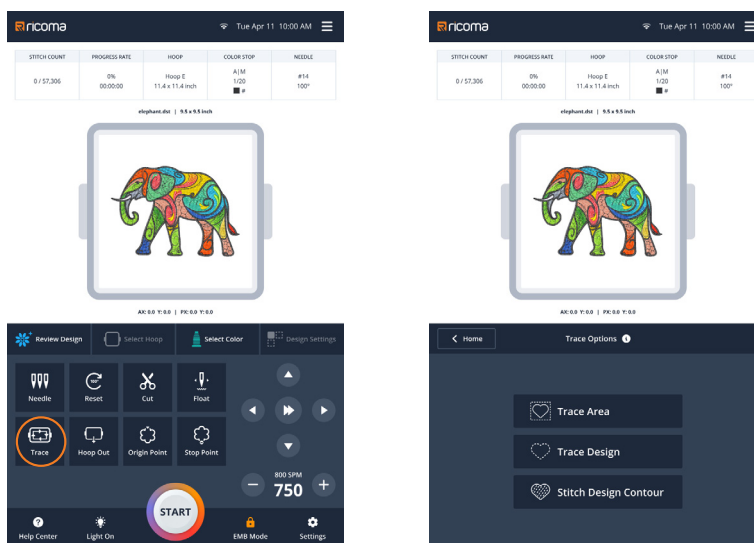 ricoma Tue Apr 11 10:00 AM
STITCH COUNT PROGRESS RATE HOOP COLOR STOP NEEDLE
0 / 57,306 0% 00:00:00 Hoop E 11.4 x 11.4 inch A|M 1/20 # #14 100°
elephant.dst | 9.5 x 9.5 inch
AX: 0.0 Y: 0.0 | PX: 0.0 Y: 0.0
Review Design Select Hoop Select Color Design Settings
Needle Reset 100° Cut Float
Trace Hoop Out Origin Point Stop Point
800 SPM
750
START
Help Center Light On EMB Mode Settings
ricoma Tue Apr 11 10:00 AM
STITCH COUNT PROGRESS RATE HOOP COLOR STOP NEEDLE
0 / 57,306 0% 00:00:00 Hoop E 11.4 x 11.4 inch A|M 1/20 # #14 100°
elephant.dst | 9.5 x 9.5 inch
AX: 0.0 Y: 0.0 | PX: 0.0 Y: 0.0
Home Trace Options
Trace Area
Trace Design
Stitch Design Contour